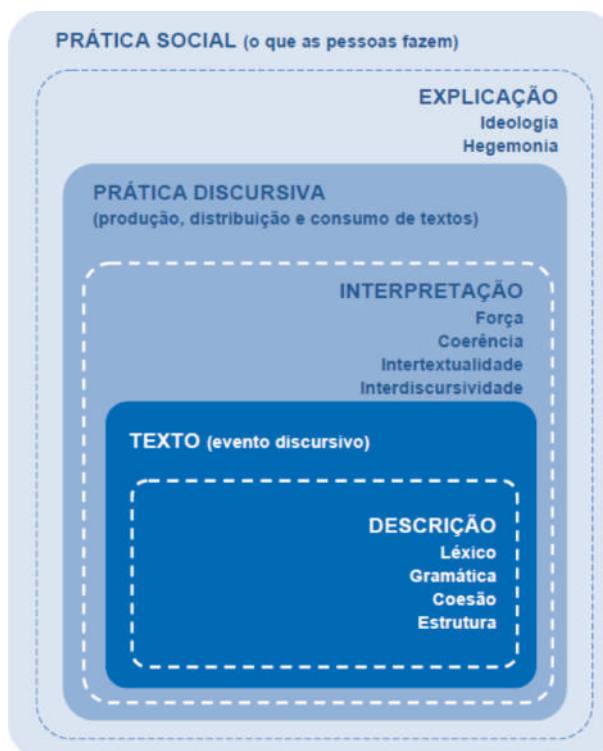 PRÁTICA SOCIAL (o que as pessoas fazem)
EXPLICAÇÃO
Ideologia
Hegemonia
PRÁTICA DISCURSIVA
(produção, distribuição e consumo de textos)
INTERPRETAÇÃO
Força
Coerência
Intertextualidade
Interdiscursividade
TEXTO (evento discursivo)
DESCRIÇÃO
Léxico
Gramática
Coesão
Estrutura